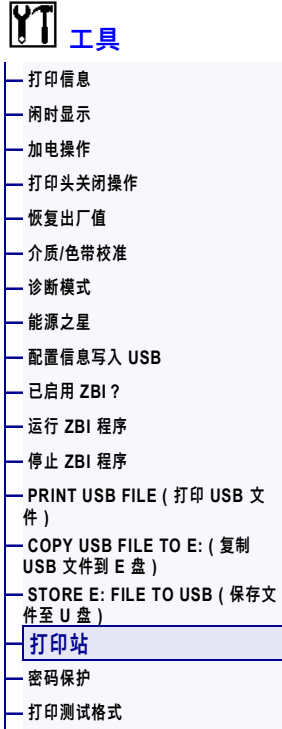 工具
打印信息
闲时显示
加电操作
打印头关闭操作
恢复出厂值
介质/色带校准
诊断模式
能源之星
配置信息写入 USB
已启用 ZBI？
运行 ZBI 程序
停止 ZBI 程序
PRINT USB FILE ( 打印 USB 文
件 )
COPY USB FILE TO E: ( 复制
USB 文件到 E 盘 )
STORE E: FILE TO USB ( 保存文
件至 U 盘 )
打印站
密码保护
打印测试格式